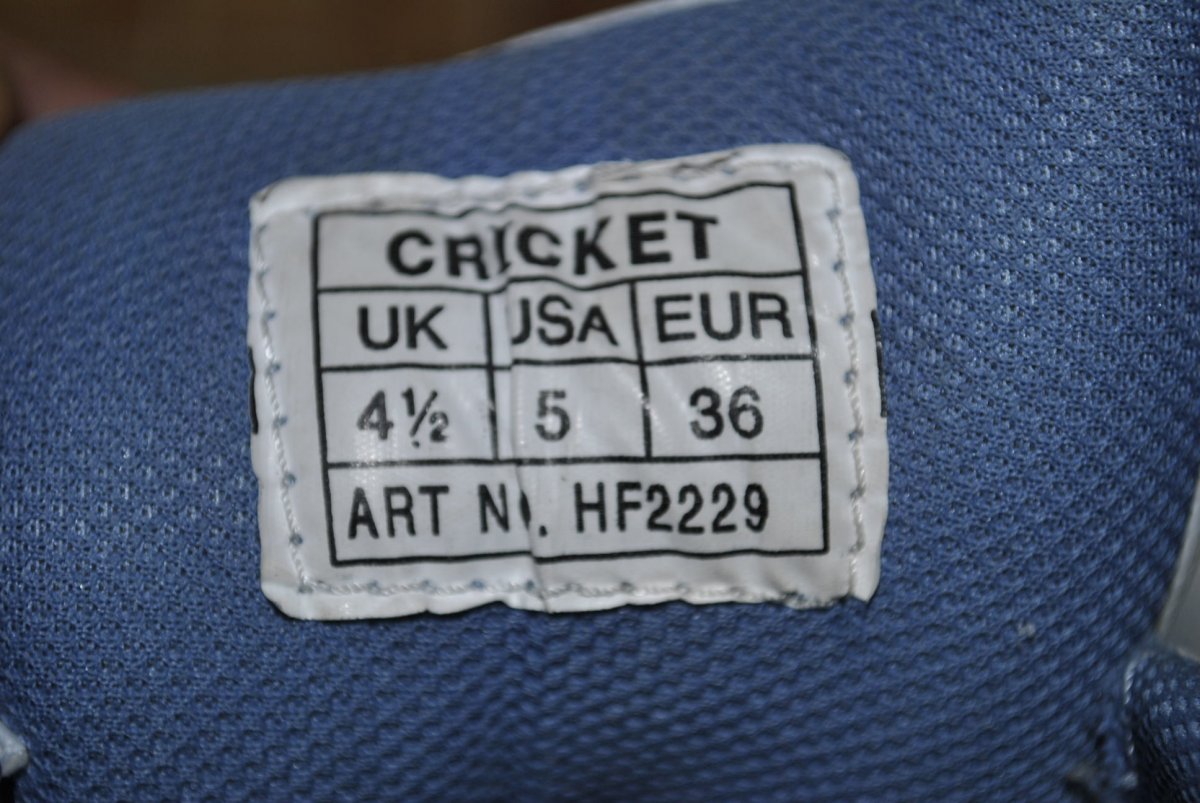 CRICKET
UK USA EUR
4½ 5 36
ART NO. HF2229